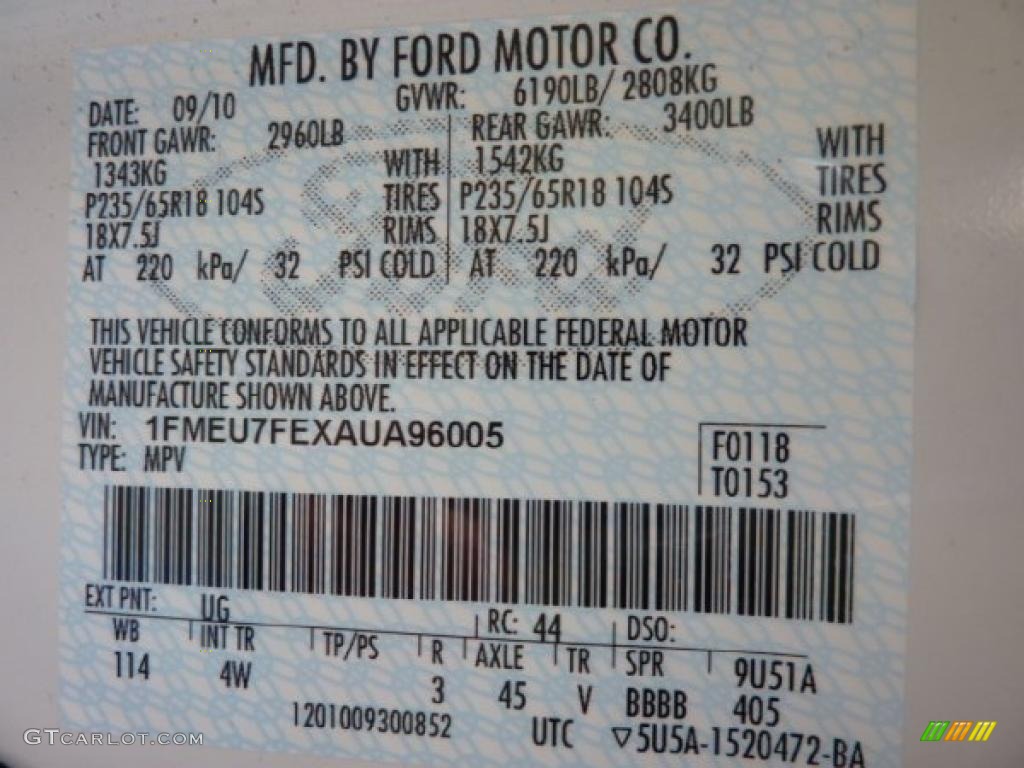 MFD. BY FORD MOTOR CO.
DATE: 09/10 GVWR: 6190LB/ 2808KG
FRONT GAWR: 2960LB REAR GAWR: 3400LB
1343KG WITH 1542KG WITH
P235/65R18 104S TIRES P235/65R18 104S TIRES
18X7.5J RIMS 18X7.5J RIMS
AT 220 kPa/ 32 PSI COLD AT 220 kPa/ 32 PSI COLD
THIS VEHICLE CONFORMS TO ALL APPLICABLE FEDERAL MOTOR
VEHICLE SAFETY STANDARDS IN EFFECT ON THE DATE OF
MANUFACTURE SHOWN ABOVE.
VIN: 1FMEU7FEXAUA96005
TYPE: MPV
F0118
T0153
EXT PNT: UG RC: 44 DSO:
WB INT TR TP/PS R AXLE TR SPR 9U51A
114 4W 3 45 V BBBB 405
1201009300852 UTC ▽5U5A-1520472-BA
GTCARLOT.COM